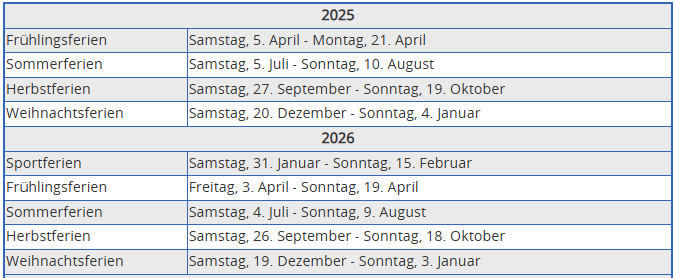 2025
Frühlingsferien Samstag, 5. April - Montag, 21. April
Sommerferien Samstag, 5. Juli - Sonntag, 10. August
Herbstferien Samstag, 27. September - Sonntag, 19. Oktober
Weihnachtsferien Samstag, 20. Dezember - Sonntag, 4. Januar
2026
Sportferien Samstag, 31. Januar - Sonntag, 15. Februar
Frühlingsferien Freitag, 3. April - Sonntag, 19. April
Sommerferien Samstag, 4. Juli - Sonntag, 9. August
Herbstferien Samstag, 26. September - Sonntag, 18. Oktober
Weihnachtsferien Samstag, 19. Dezember - Sonntag, 3. Januar